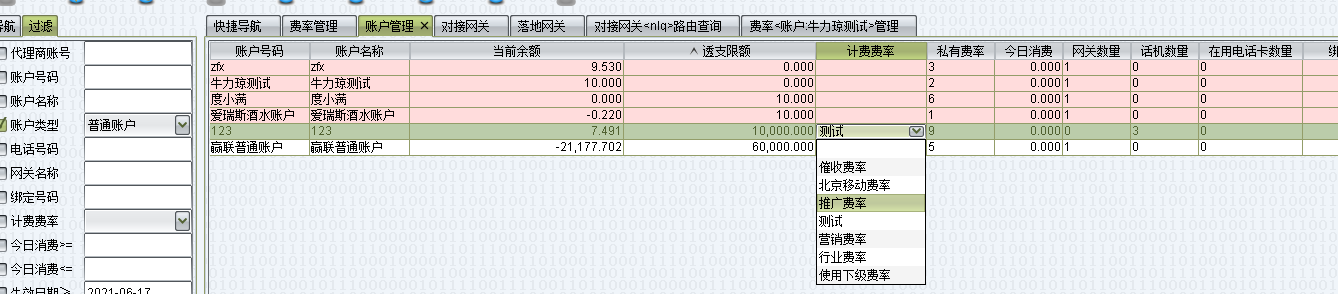 航 过滤
快捷导航 费率管理 账户管理 × 对接网关 落地网关 对接网关<nlq>路由查询 费率<账户:牛力琼测试>管理
代理商账号
账户号码
账户名称
账户类型 普通账户
电话号码
网关名称
绑定号码
计费费率
今日消费>=
今日消费<=
生效日期> 2021-06-17
账户号码 账户名称 当前余额 透支限额 计费费率 私有费率 今日消费 网关数量 话机数量 在用电话卡数量 绑
zfx zfx 9.530 0.000 3 0.000 1 0 0
牛力琼测试 牛力琼测试 10.000 0.000 2 0.000 1 0 0
度小满 度小满 0.000 10.000 6 0.000 1 0 0
爱瑞斯酒水账户 爱瑞斯酒水账户 -0.220 10.000 1 0.000 1 0 0
123 123 7.491 10,000.000 测试 9 0.000 0 3 0
赢联普通账户 赢联普通账户 -21,177.702 60,000.000 5 0.000 1 0 0
催收费率
北京移动费率
推广费率
测试
营销费率
行业费率
使用下级费率